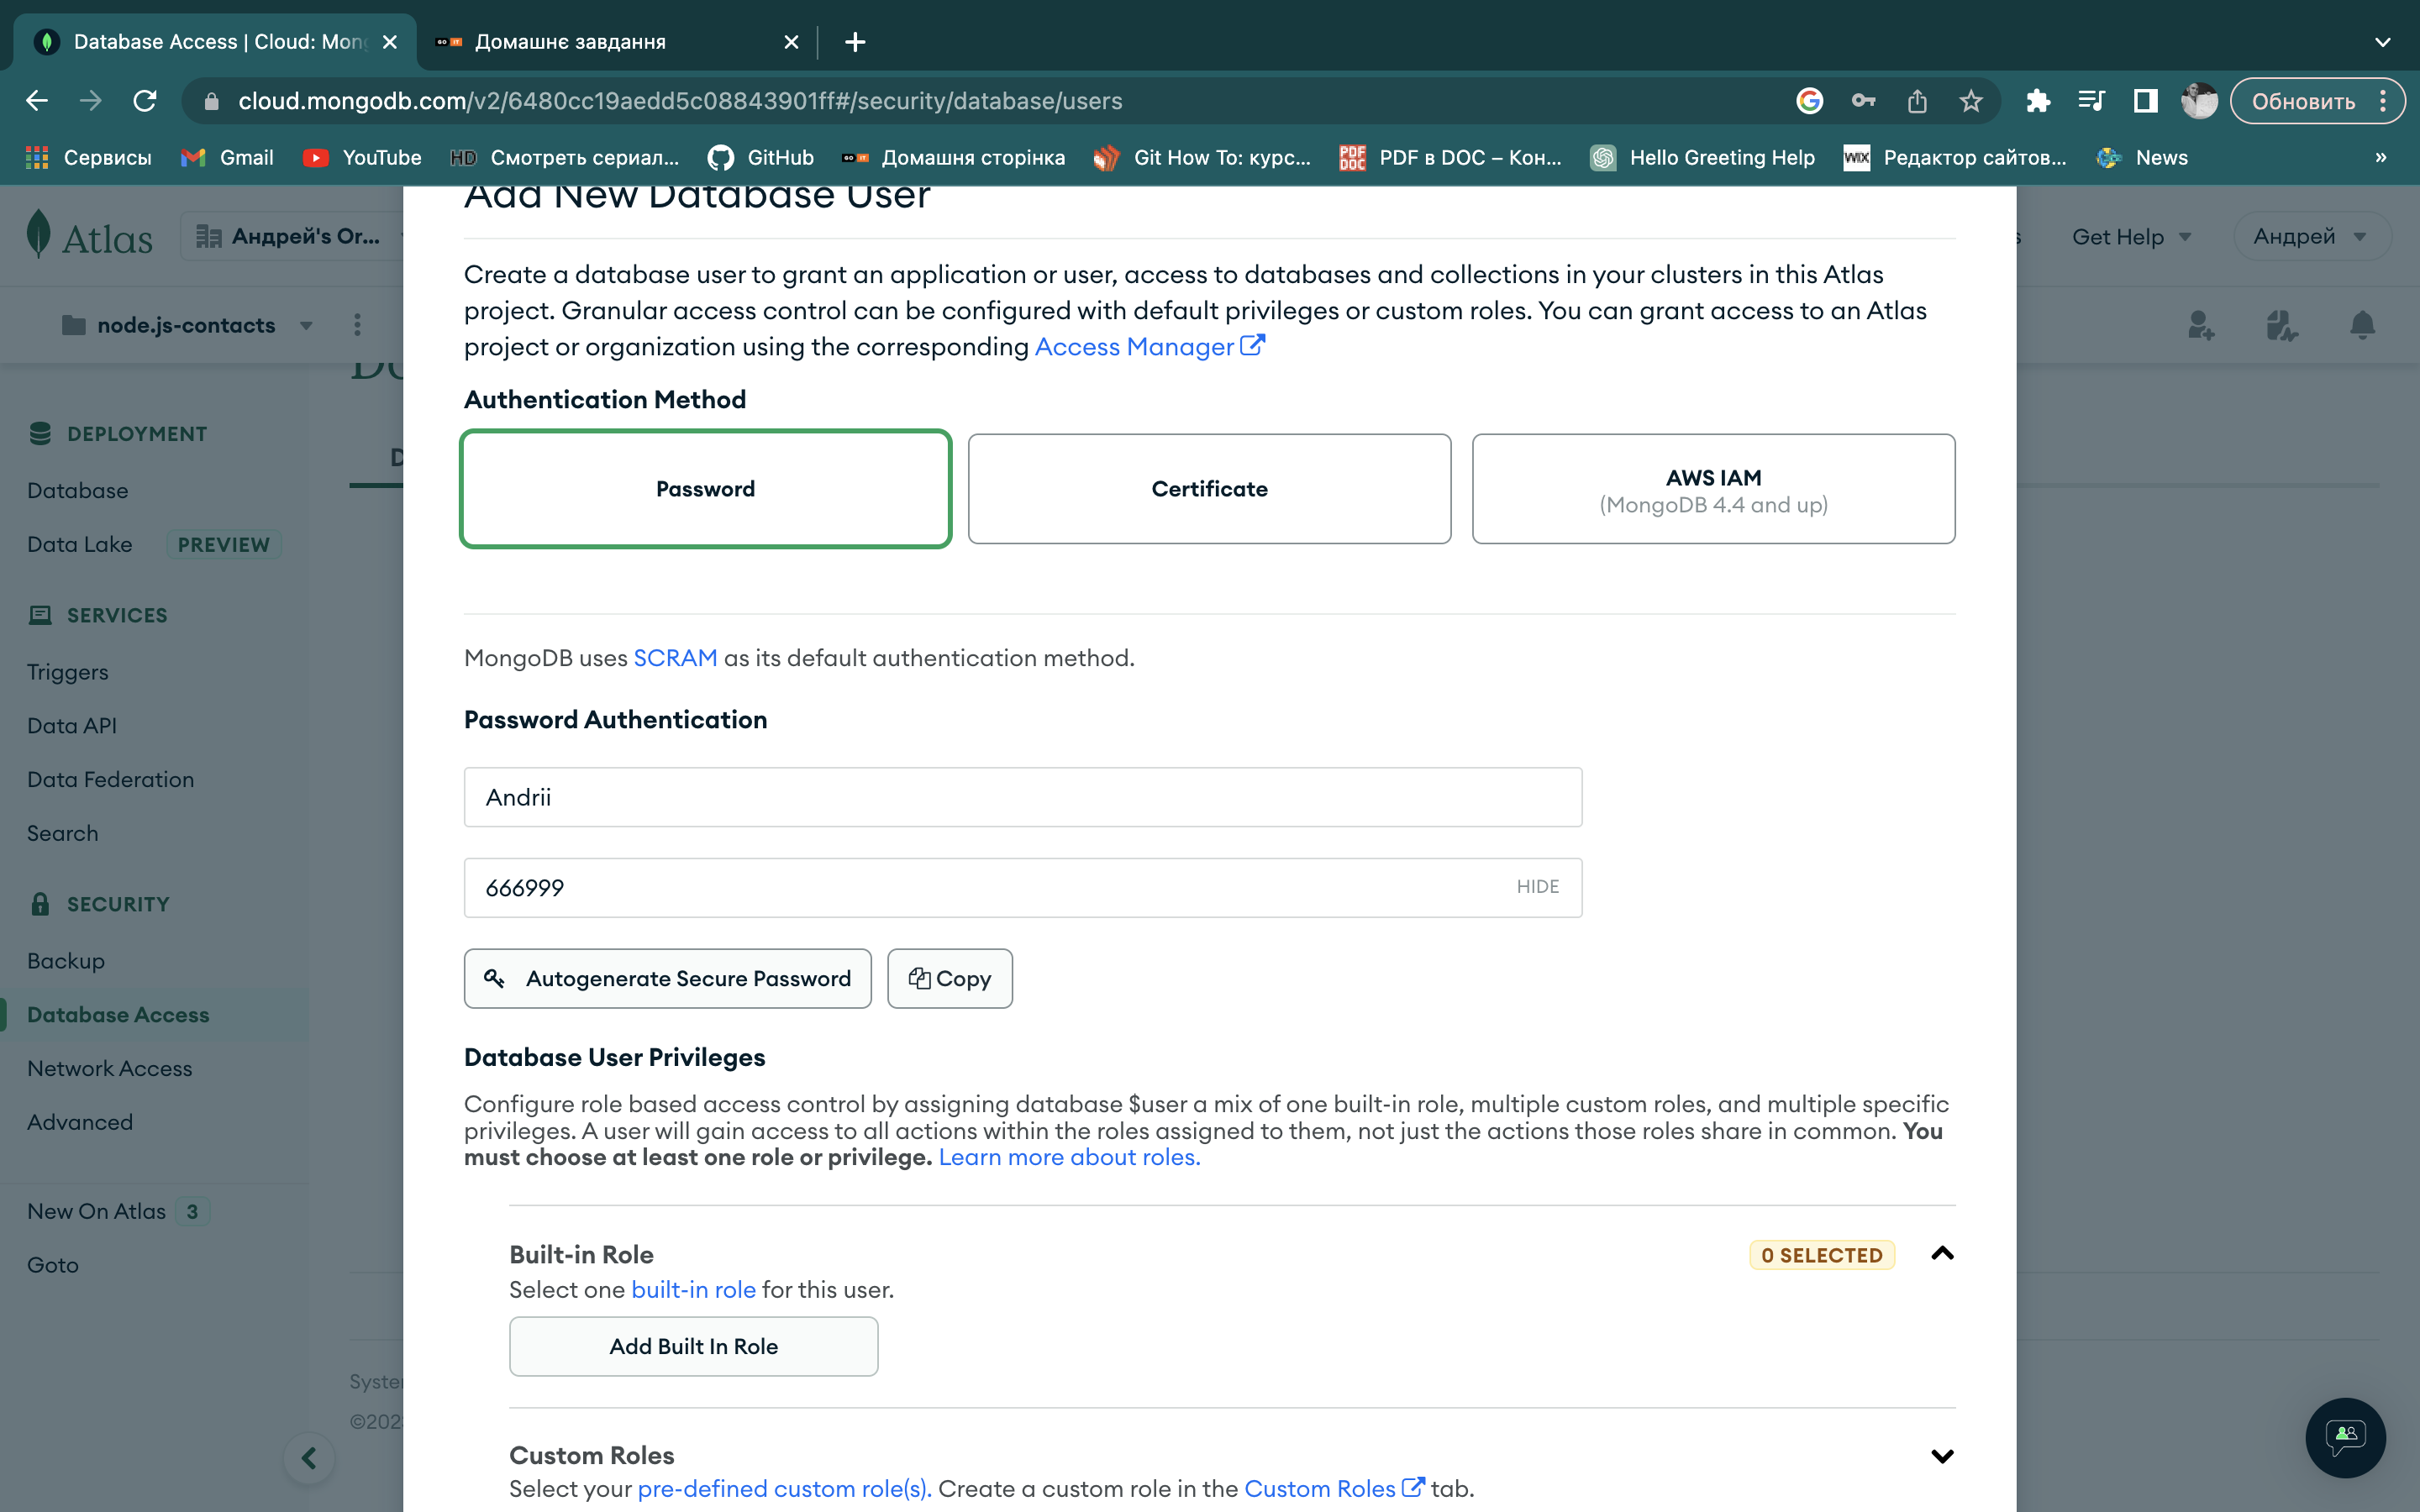 Database Access | Cloud: Mon
Домашнє завдання
cloud.mongodb.com/v2/6480cc19aedd5c08843901ff#/security/database/users
Обновить
Сервисы
Gmail
YouTube
HD Смотреть сериал...
GitHub
GO IT Домашня сторінка
Git How To: курс...
PDF DOC PDF в DOC – Кон...
Hello Greeting Help
WIX Редактор сайтов...
News
»
Add New Database User
Atlas
Андрей's Or...
Get Help
Андрей
node.js-contacts
Create a database user to grant an application or user, access to databases and collections in your clusters in this Atlas
project. Granular access control can be configured with default privileges or custom roles. You can grant access to an Atlas
project or organization using the corresponding Access Manager
Authentication Method
Password
Certificate
AWS IAM
(MongoDB 4.4 and up)
MongoDB uses SCRAM as its default authentication method.
Password Authentication
Andrii
666999
HIDE
Autogenerate Secure Password
Copy
Database User Privileges
Configure role based access control by assigning database $user a mix of one built-in role, multiple custom roles, and multiple specific
privileges. A user will gain access to all actions within the roles assigned to them, not just the actions those roles share in common. You
must choose at least one role or privilege. Learn more about roles.
Built-in Role
0 SELECTED
Select one built-in role for this user.
Add Built In Role
Custom Roles
Select your pre-defined custom role(s). Create a custom role in the Custom Roles tab.
DEPLOYMENT
Database
Data Lake
PREVIEW
SERVICES
Triggers
Data API
Data Federation
Search
SECURITY
Backup
Database Access
Network Access
Advanced
New On Atlas 3
Goto
Syste
©202